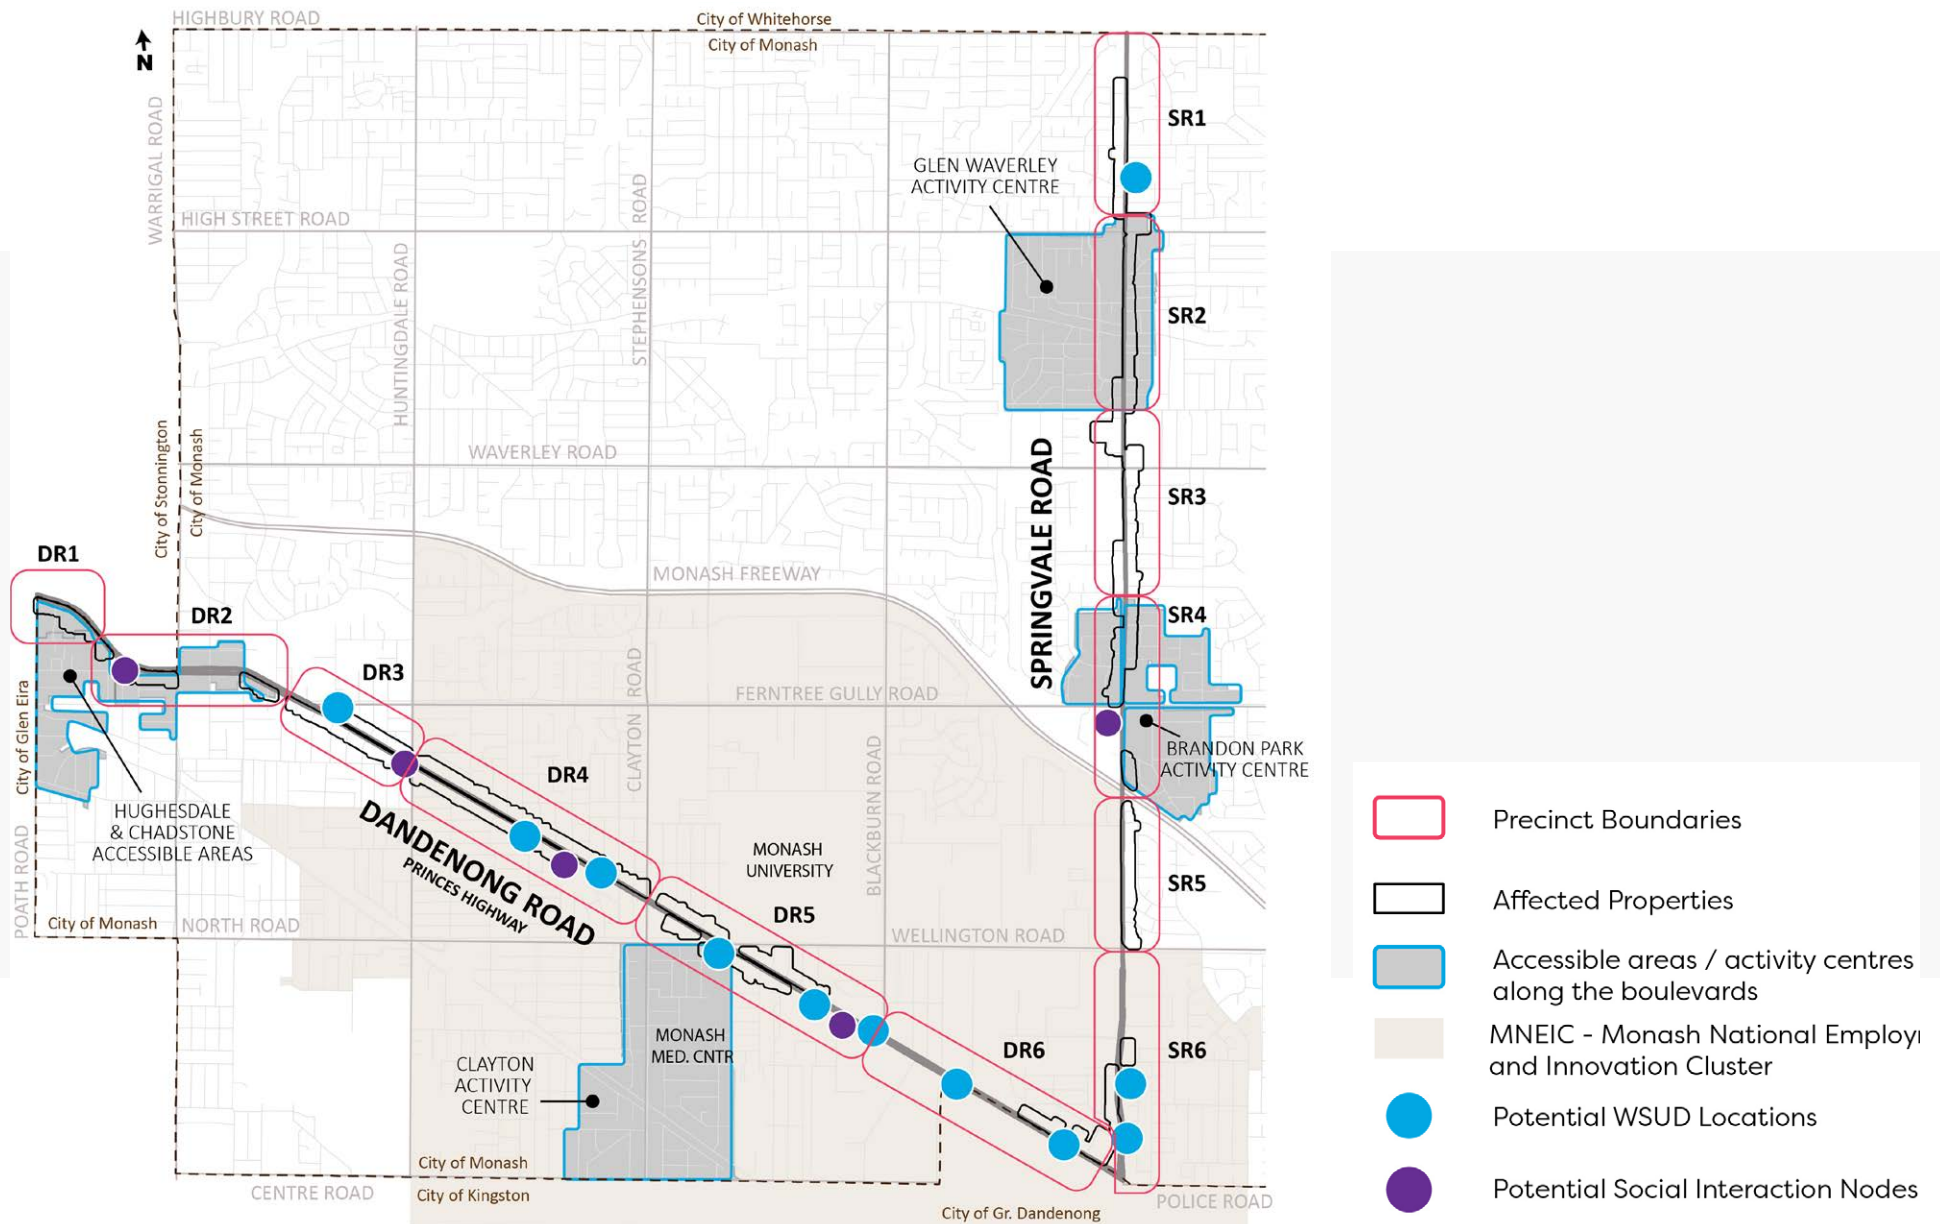 HIGHBURY ROAD
City of Whitehorse
City of Monash
N
WARRIGAL ROAD
SR1
GLEN WAVERLEY
ACTIVITY CENTRE
HIGH STREET ROAD
STEPHENSONS ROAD
HUNTINGDALE ROAD
SR2
WAVERLEY ROAD
City of Stonnington
City of Monash
SPRINGVALE ROAD
SR3
DR1
MONASH FREEWAY
DR2
SR4
DR3
CLAYTON ROAD
FERNTREE GULLY ROAD
City of Glen Eira
BRANDON PARK
ACTIVITY CENTRE
DR4
HUGHESDALE
& CHADSTONE
ACCESSIBLE AREAS
DANDENONG ROAD
PRINCES HIGHWAY
MONASH
UNIVERSITY
BLACKBURN ROAD
POATH ROAD
SR5
DR5
City of Monash
NORTH ROAD
WELLINGTON ROAD
MONASH
MED. CNTR
DR6
SR6
CLAYTON
ACTIVITY
CENTRE
City of Monash
CENTRE ROAD
City of Kingston
City of Gr. Dandenong
POLICE ROAD
Precinct Boundaries
Affected Properties
Accessible areas / activity centres
along the boulevards
MNEIC - Monash National Employ
and Innovation Cluster
Potential WSUD Locations
Potential Social Interaction Nodes